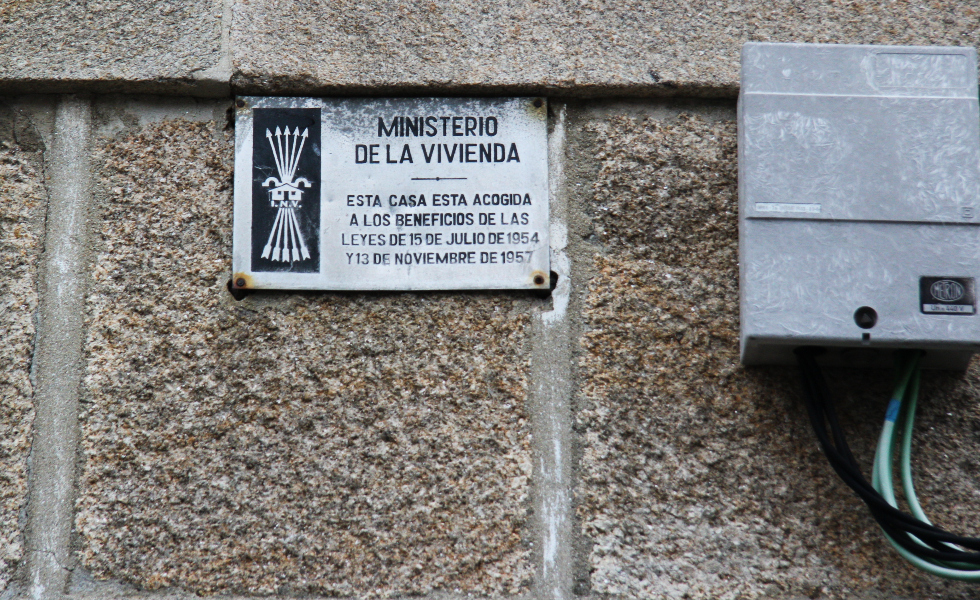 MINISTERIO
DE LA VIVIENDA
ESTA CASA ESTA ACOGIDA
A LOS BENEFICIOS DE LAS
LEYES DE 15 DE JULIO DE 1954
Y 13 DE NOVIEMBRE DE 1957
I.N.V.